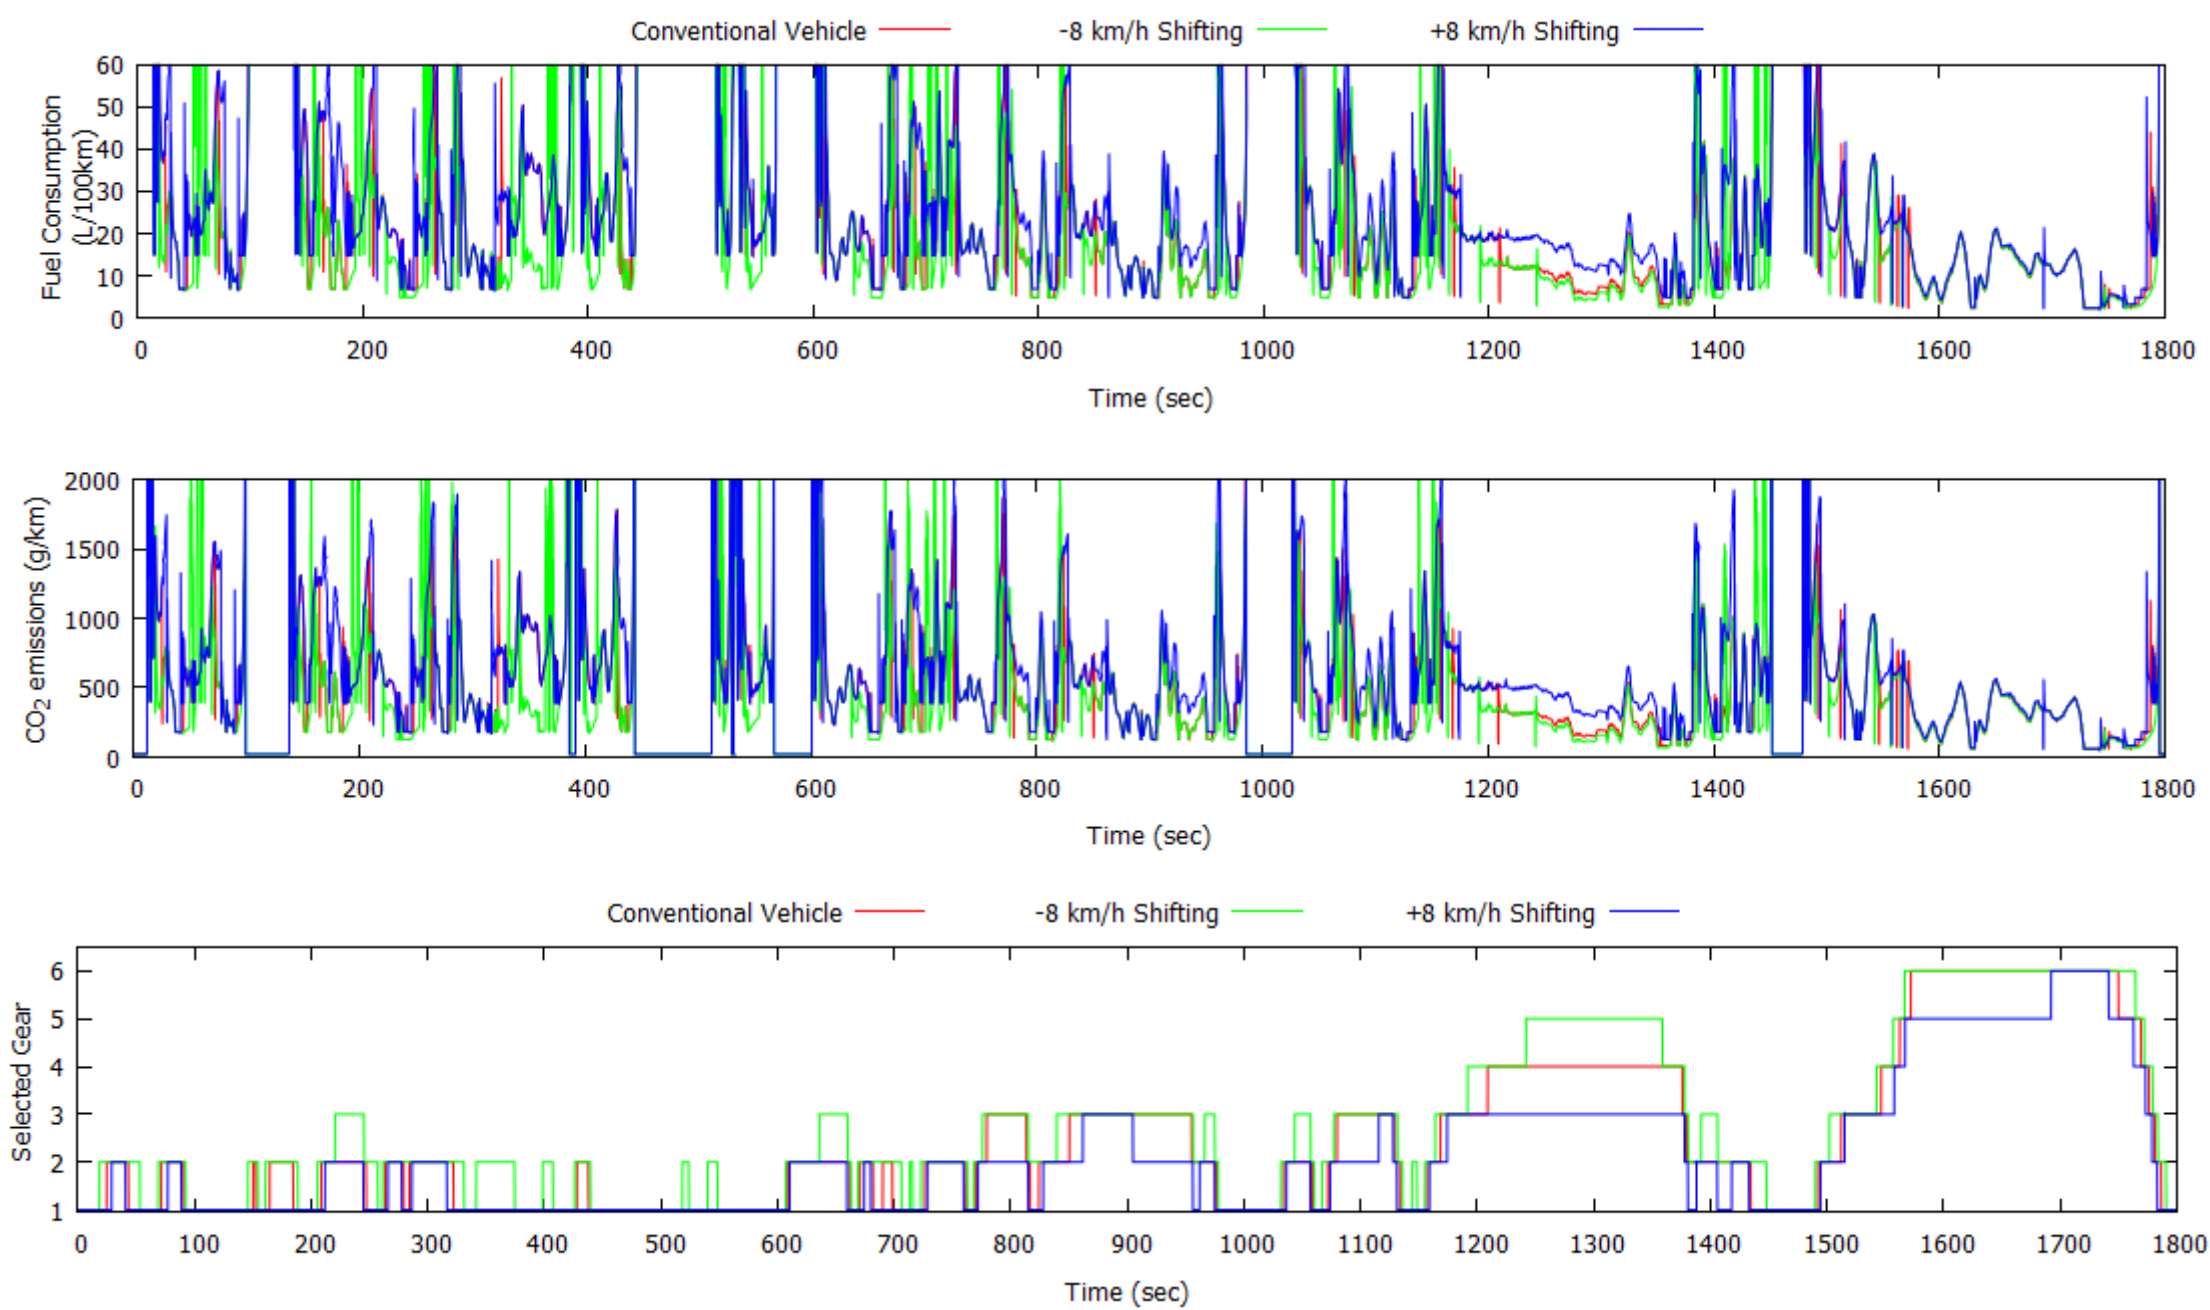 Conventional Vehicle -8 km/h Shifting +8 km/h Shifting
Fuel Consumption
(L/100km)
60
50
40
30
20
10
0
0 200 400 600 800 1000 1200 1400 1600 1800
Time (sec)
CO2 emissions (g/km)
2000
1500
1000
500
0
0 200 400 600 800 1000 1200 1400 1600 1800
Time (sec)
Conventional Vehicle -8 km/h Shifting +8 km/h Shifting
Selected Gear
6
5
4
3
2
1
0 100 200 300 400 500 600 700 800 900 1000 1100 1200 1300 1400 1500 1600 1700 1800
Time (sec)